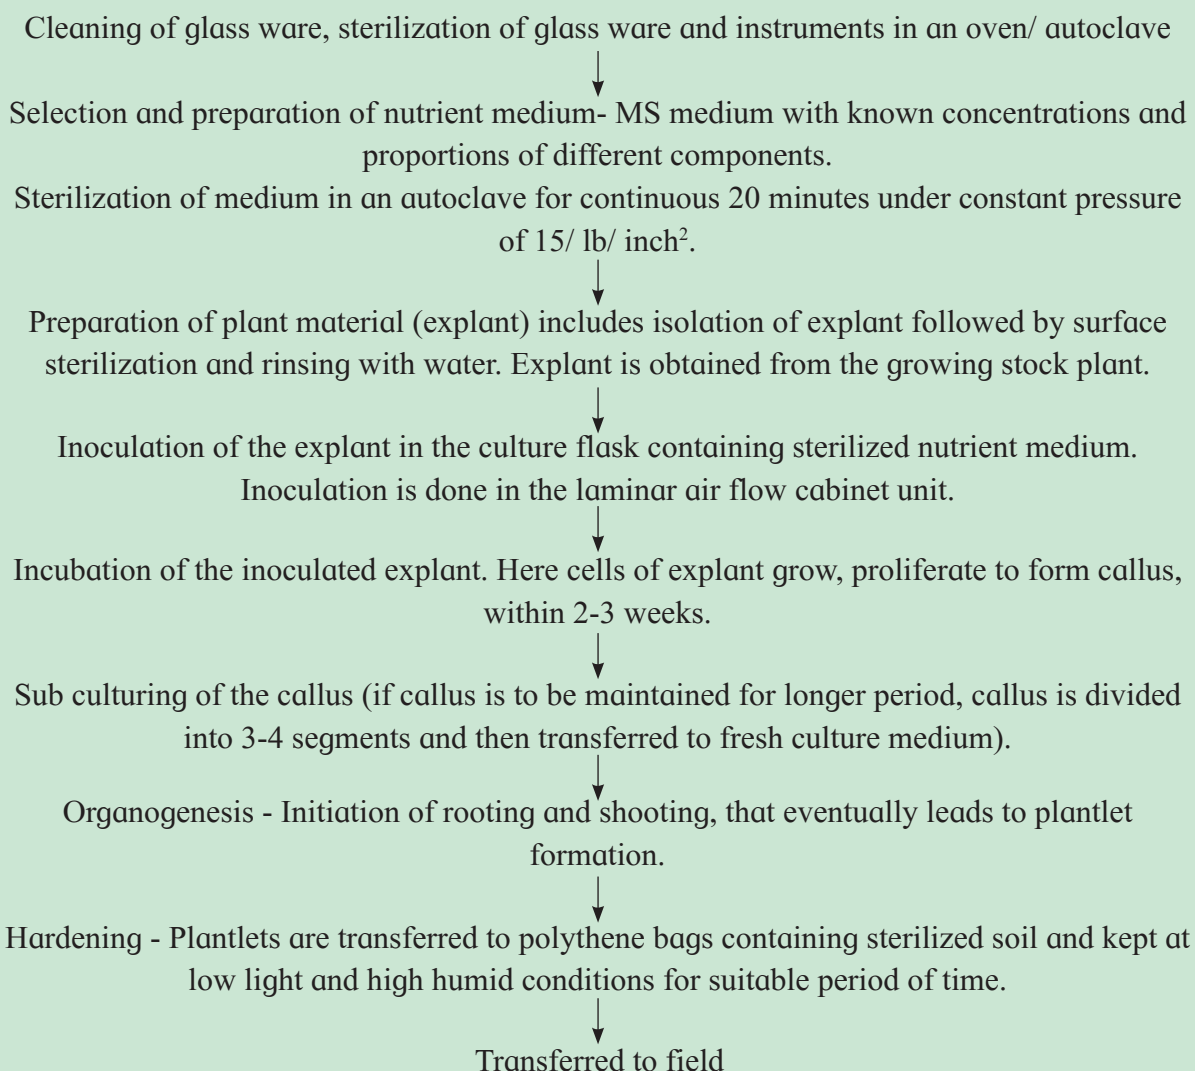 Cleaning of glass ware, sterilization of glass ware and instruments in an oven/ autoclave
Selection and preparation of nutrient medium- MS medium with known concentrations and
proportions of different components.
Sterilization of medium in an autoclave for continuous 20 minutes under constant pressure
of 15/ lb/ inch².
Preparation of plant material (explant) includes isolation of explant followed by surface
sterilization and rinsing with water. Explant is obtained from the growing stock plant.
Inoculation of the explant in the culture flask containing sterilized nutrient medium.
Inoculation is done in the laminar air flow cabinet unit.
Incubation of the inoculated explant. Here cells of explant grow, proliferate to form callus,
within 2-3 weeks.
Sub culturing of the callus (if callus is to be maintained for longer period, callus is divided
into 3-4 segments and then transferred to fresh culture medium).
Organogenesis - Initiation of rooting and shooting, that eventually leads to plantlet
formation.
Hardening - Plantlets are transferred to polythene bags containing sterilized soil and kept at
low light and high humid conditions for suitable period of time.
Transferred to field